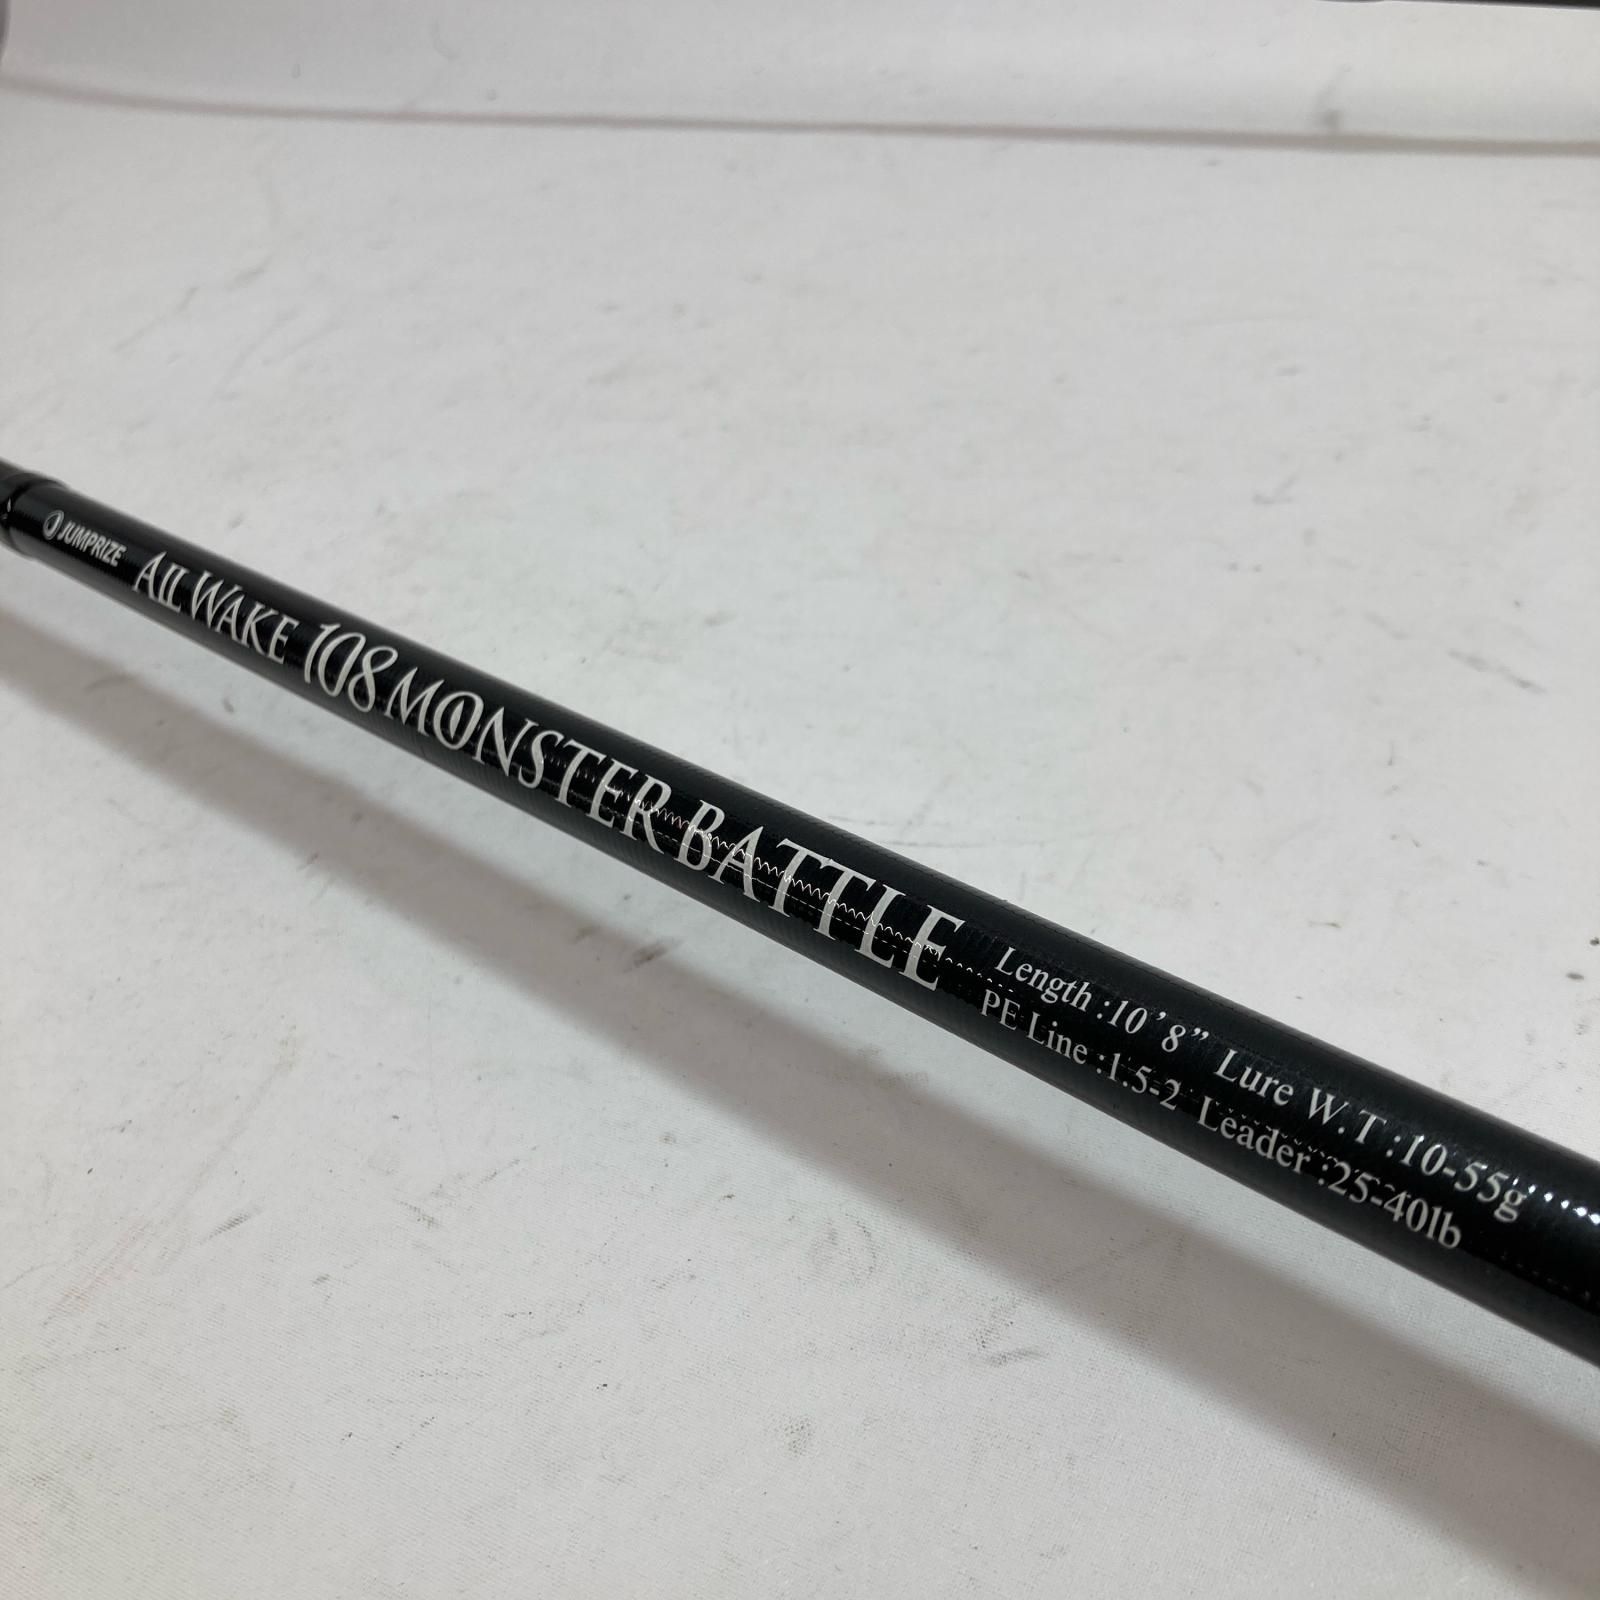 JUMPRIZE ALL WAKE 108 MONSTER BATTLE
Length :10'8" Lure W.T :10-55g
PE Line :1.5-2 Leader :25-40lb